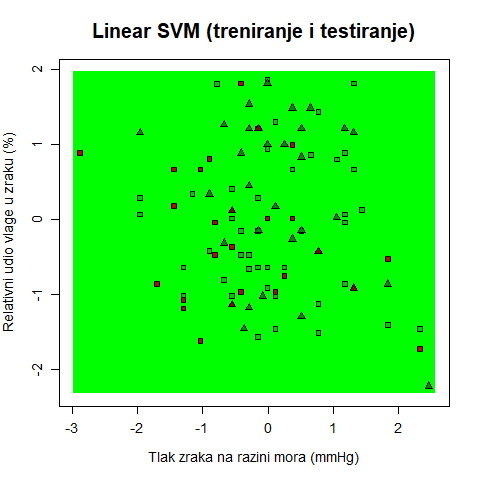 Linear SVM (treniranje i testiranje)
Relativni udio vlage u zraku (%)
2
1
0
-1
-2
-3 -2 -1 0 1 2
Tlak zraka na razini mora (mmHg)